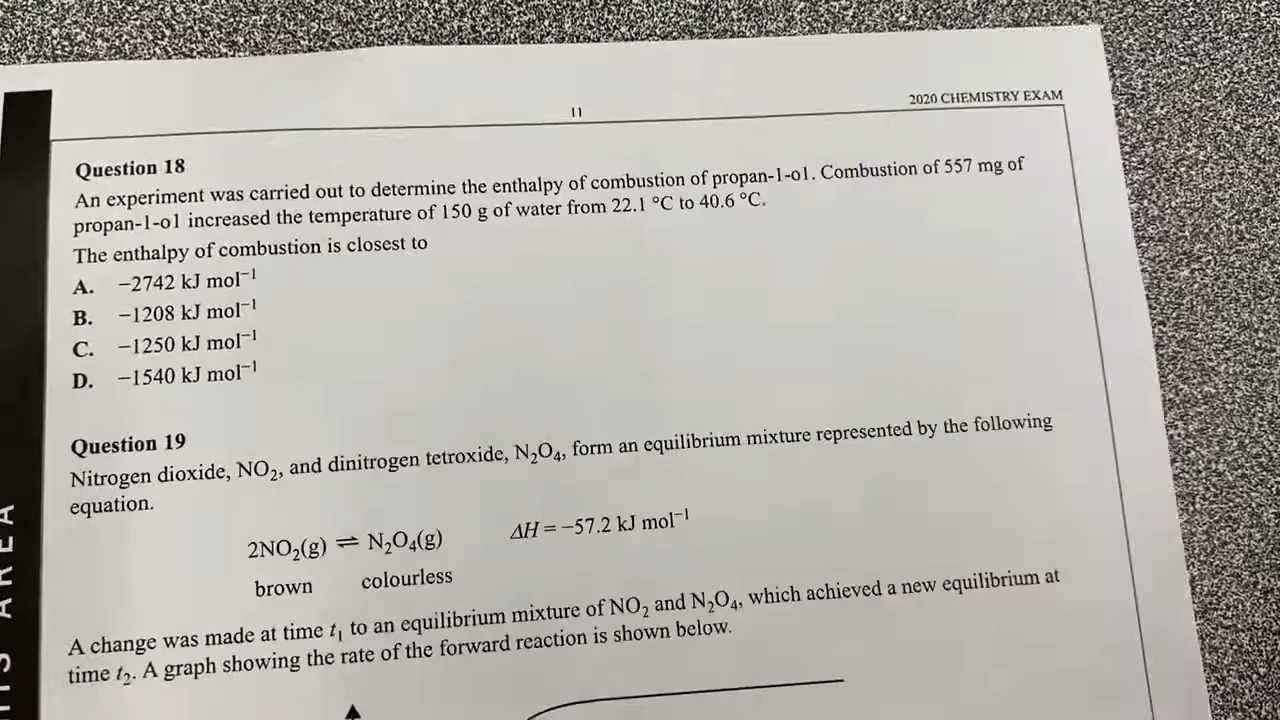 11
2020 CHEMISTRY EXAM
Question 18
An experiment was carried out to determine the enthalpy of combustion of propan-1-ol. Combustion of 557 mg of
propan-1-ol increased the temperature of 150 g of water from 22.1 °C to 40.6 °C.
The enthalpy of combustion is closest to
A. −2742 kJ mol⁻¹
B. −1208 kJ mol⁻¹
C. −1250 kJ mol⁻¹
D. −1540 kJ mol⁻¹
Question 19
Nitrogen dioxide, NO₂, and dinitrogen tetroxide, N₂O₄, form an equilibrium mixture represented by the following
equation.
2NO₂(g) ⇌ N₂O₄(g) ΔH = −57.2 kJ mol⁻¹
brown colourless
A change was made at time t₁ to an equilibrium mixture of NO₂ and N₂O₄, which achieved a new equilibrium at
time t₂. A graph showing the rate of the forward reaction is shown below.
AREA